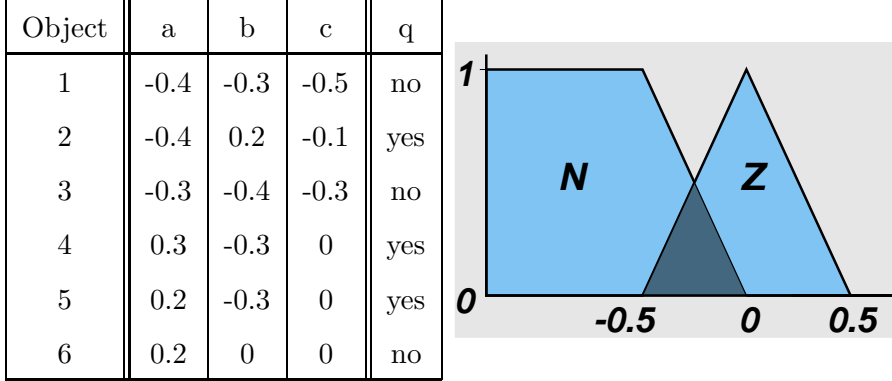 Object a b c q
1 -0.4 -0.3 -0.5 no
2 -0.4 0.2 -0.1 yes
3 -0.3 -0.4 -0.3 no
4 0.3 -0.3 0 yes
5 0.2 -0.3 0 yes
6 0.2 0 0 no
1
N Z
0
-0.5 0 0.5